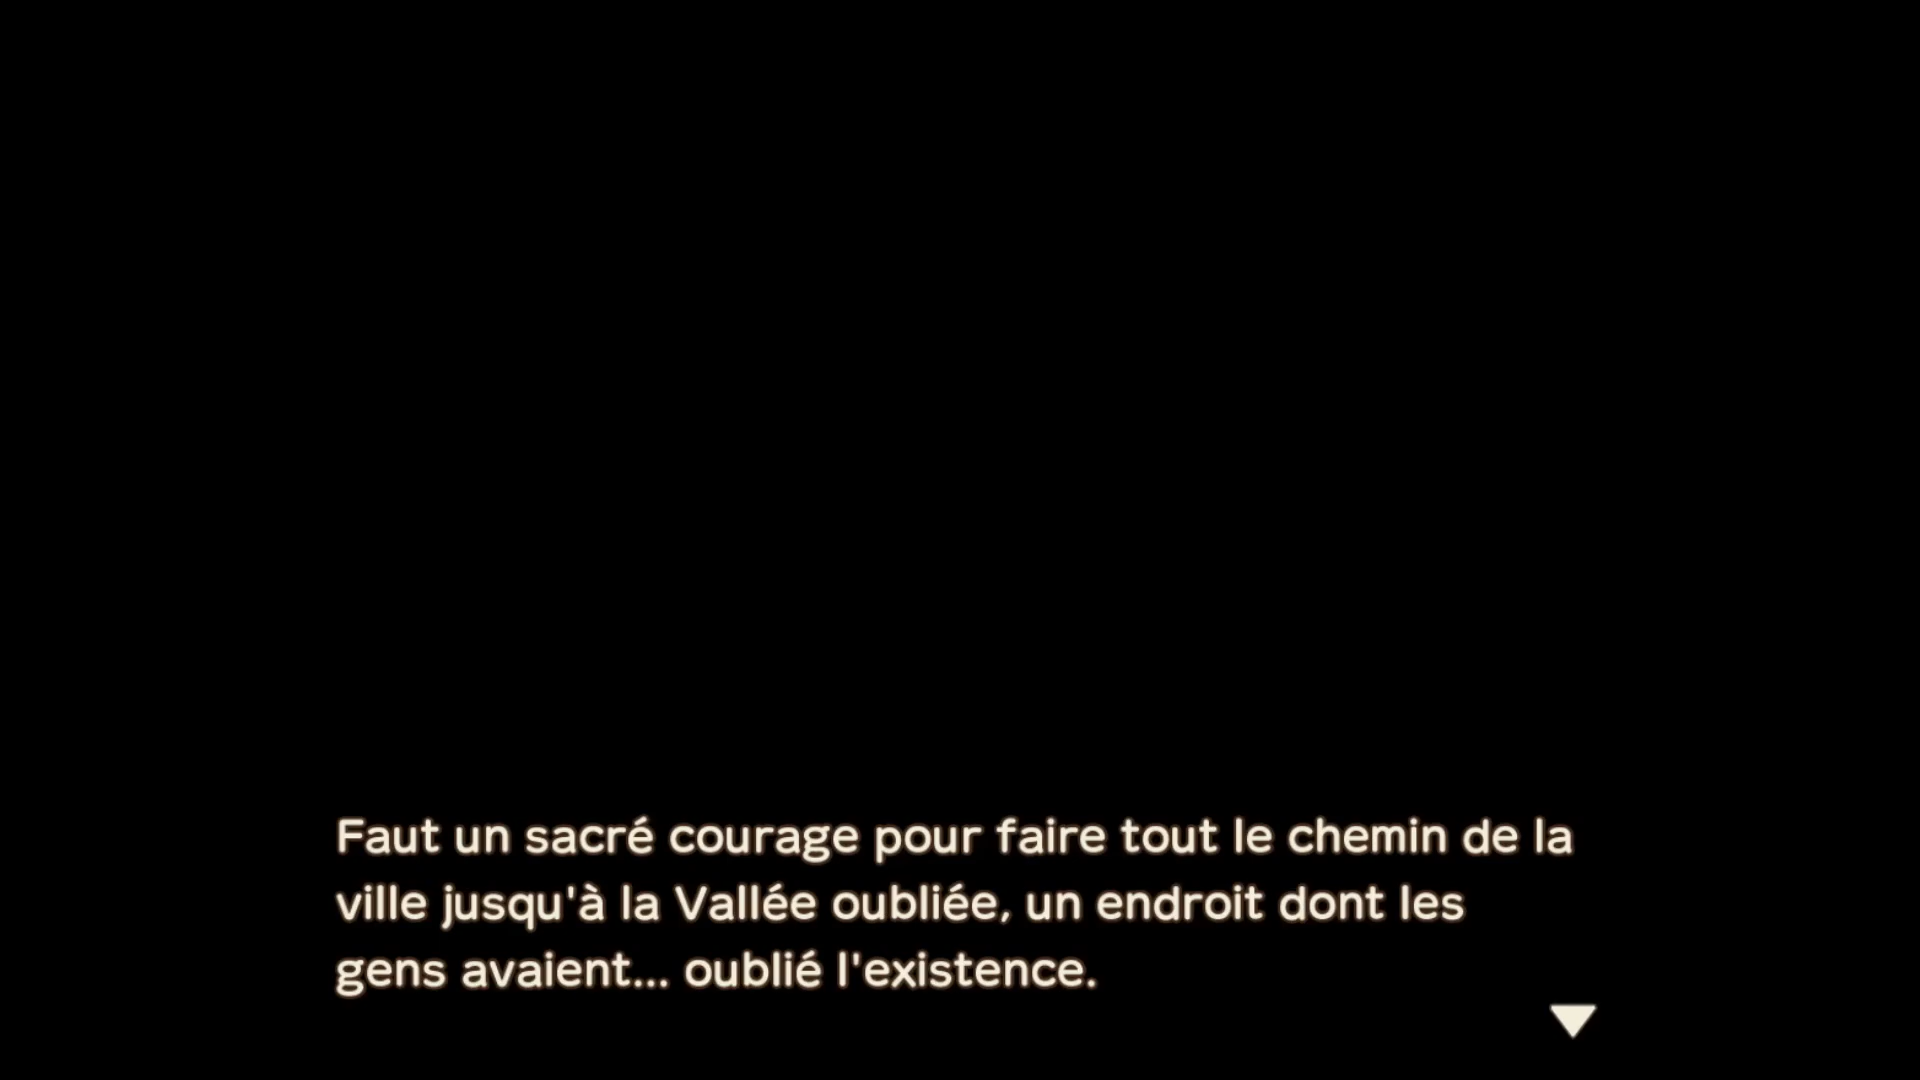 Faut un sacré courage pour faire tout le chemin de la
ville jusqu'à la Vallée oubliée, un endroit dont les
gens avaient... oublié l'existence.